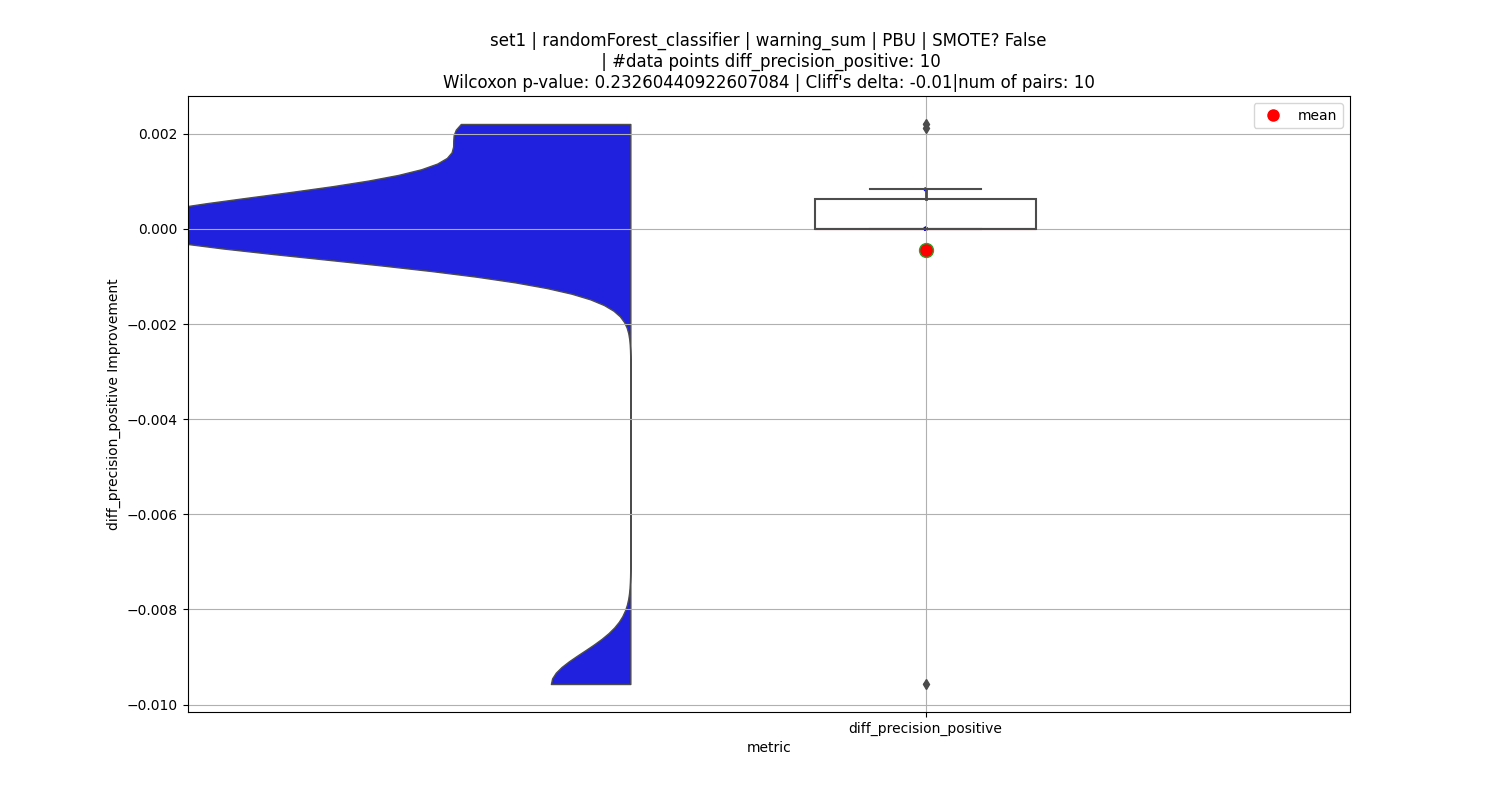 set1 | randomForest_classifier | warning_sum | PBU | SMOTE? False
| #data points diff_precision_positive: 10
Wilcoxon p-value: 0.23260440922607084 | Cliff's delta: -0.01|num of pairs: 10
mean
0.002
0.000
−0.002
−0.004
−0.006
−0.008
−0.010
diff_precision_positive Improvement
diff_precision_positive
metric